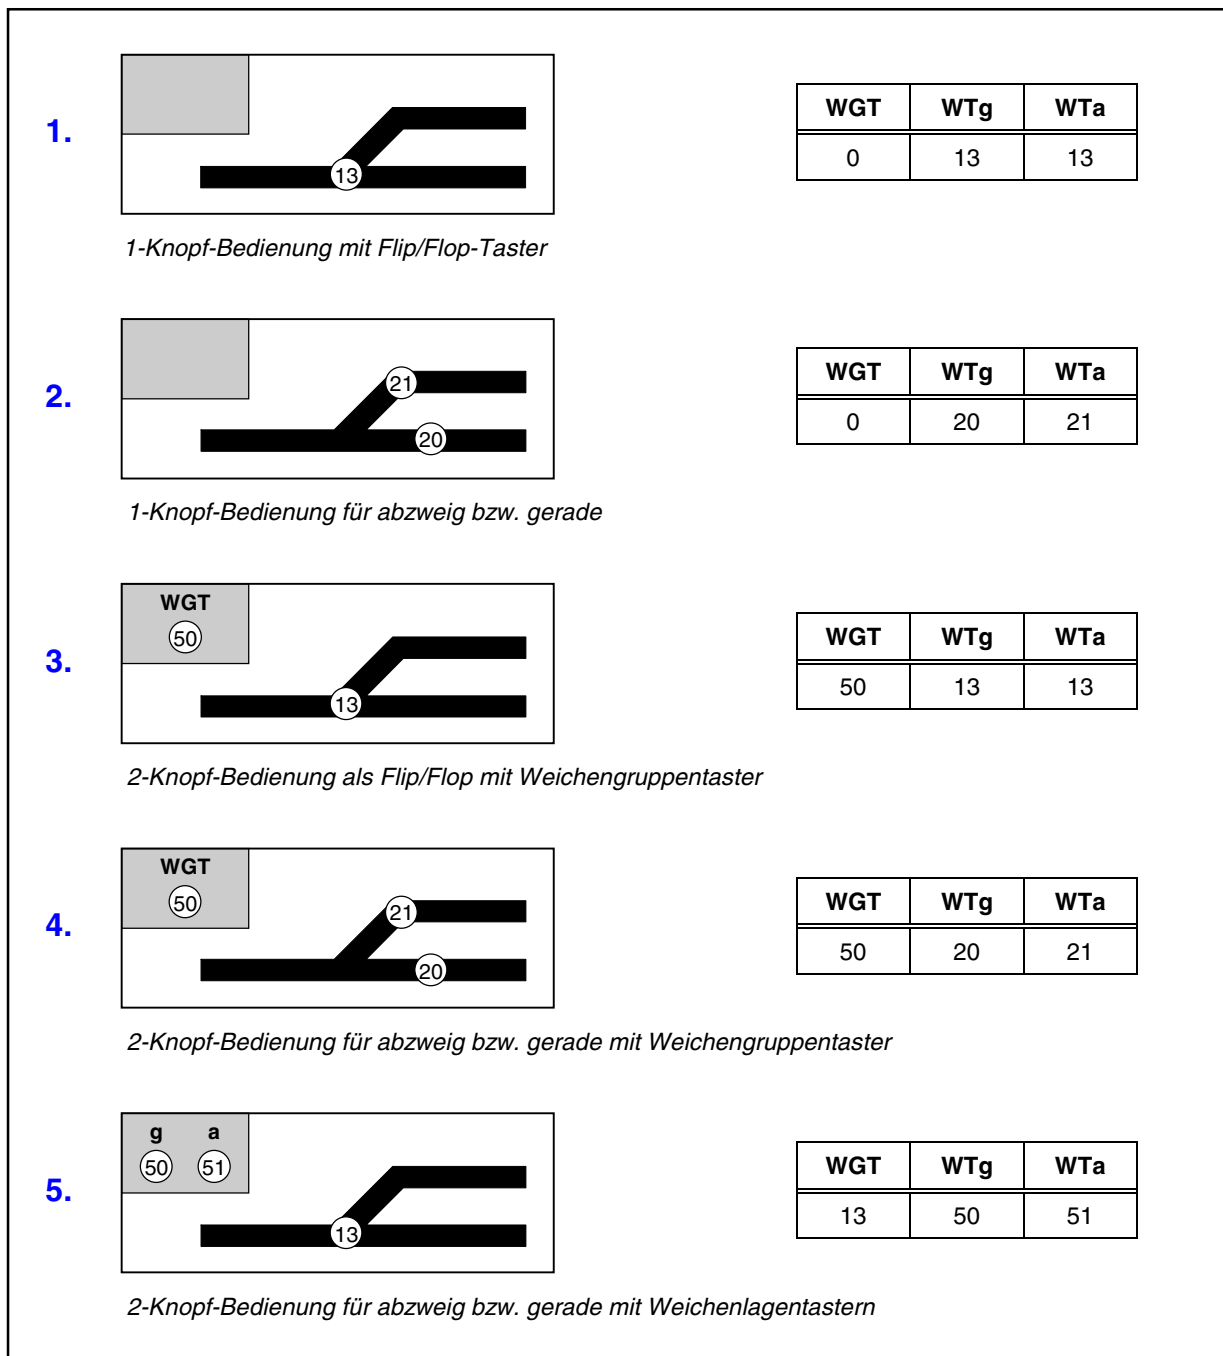 1.
13
WGT WTg WTa
0 13 13
1-Knopf-Bedienung mit Flip/Flop-Taster
2.
21
20
WGT WTg WTa
0 20 21
1-Knopf-Bedienung für abzweig bzw. gerade
3.
WGT
50
13
WGT WTg WTa
50 13 13
2-Knopf-Bedienung als Flip/Flop mit Weichengruppentaster
4.
WGT
50
21
20
WGT WTg WTa
50 20 21
2-Knopf-Bedienung für abzweig bzw. gerade mit Weichengruppentaster
5.
g a
50 51
13
WGT WTg WTa
13 50 51
2-Knopf-Bedienung für abzweig bzw. gerade mit Weichenlagentastern